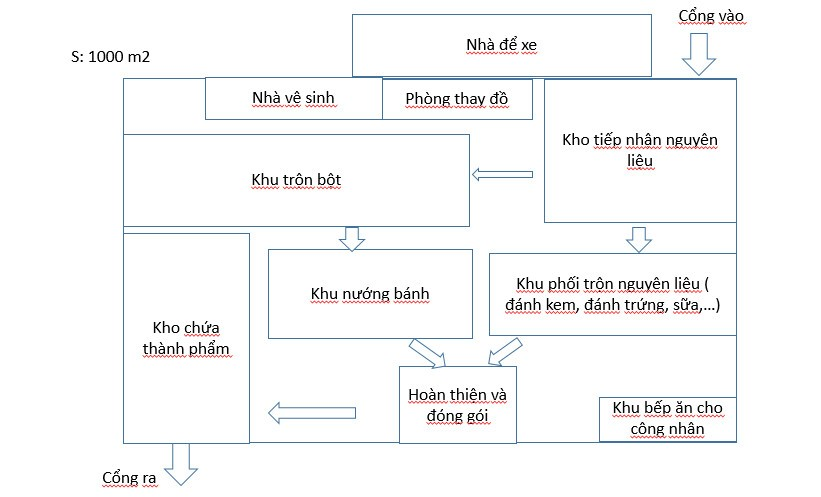 Cổng vào
Nhà để xe
S: 1000 m2
Nhà vệ sinh
Phòng thay đồ
Kho tiếp nhận nguyên
liệu
Khu trộn bột
Khu nướng bánh
Khu phối trộn nguyên liệu (
đánh kem, đánh trứng, sữa,...)
Kho chứa
thành phẩm
Hoàn thiện và
đóng gói
Khu bếp ăn cho
công nhân
Cổng ra